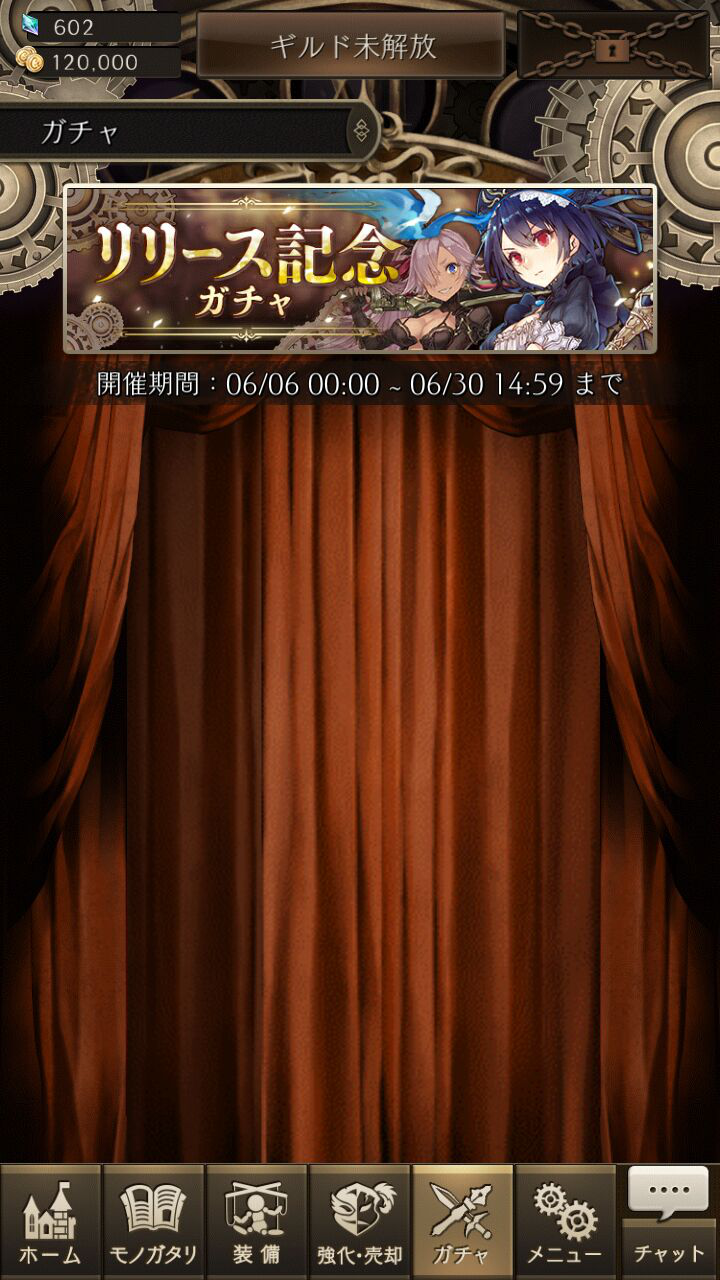 602
120,000
ギルド未解放
ガチャ
リリース記念
ガチャ
開催期間：06/06 00:00 ~ 06/30 14:59 まで
ホーム
モノガタリ
装備
強化・売却
ガチャ
メニュー
チャット